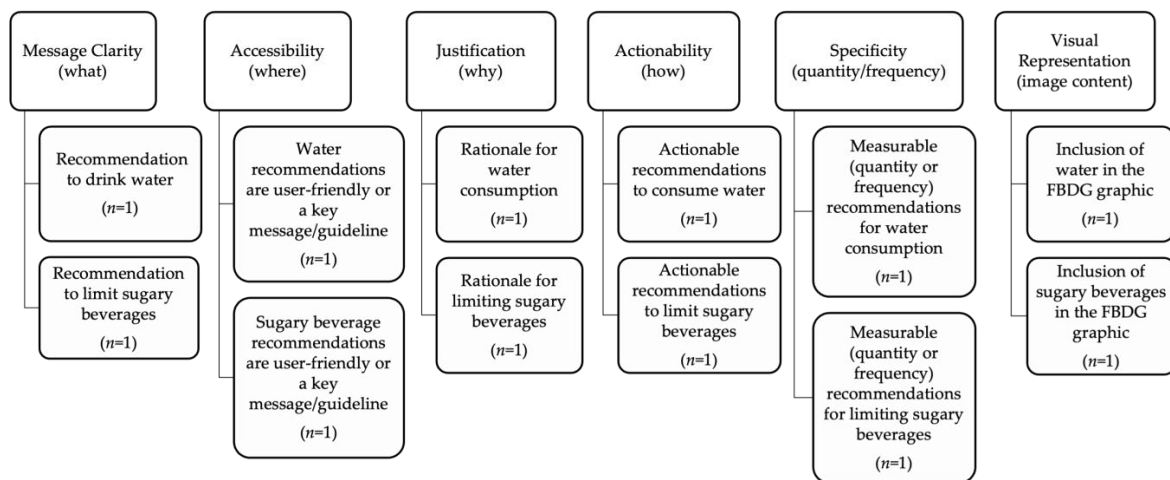 Message Clarity
(what)
Recommendation
to drink water
(n=1)
Recommendation
to limit sugary
beverages
(n=1)
Accessibility
(where)
Water
recommendations
are user-friendly or
a key
message/guideline
(n=1)
Sugary beverage
recommendations
are user-friendly or
a key
message/guideline
(n=1)
Justification
(why)
Rationale for
water
consumption
(n=1)
Rationale for
limiting sugary
beverages
(n=1)
Actionability
(how)
Actionable
recommendations
to consume water
(n=1)
Actionable
recommendations
to limit sugary
beverages
(n=1)
Specificity
(quantity/frequency)
Measurable
(quantity or
frequency)
recommendations
for water
consumption
(n=1)
Measurable
(quantity or
frequency)
recommendations
for limiting sugary
beverages
(n=1)
Visual
Representation
(image content)
Inclusion of
water in the
FBDG graphic
(n=1)
Inclusion of
sugary beverages
in the FBDG
graphic
(n=1)